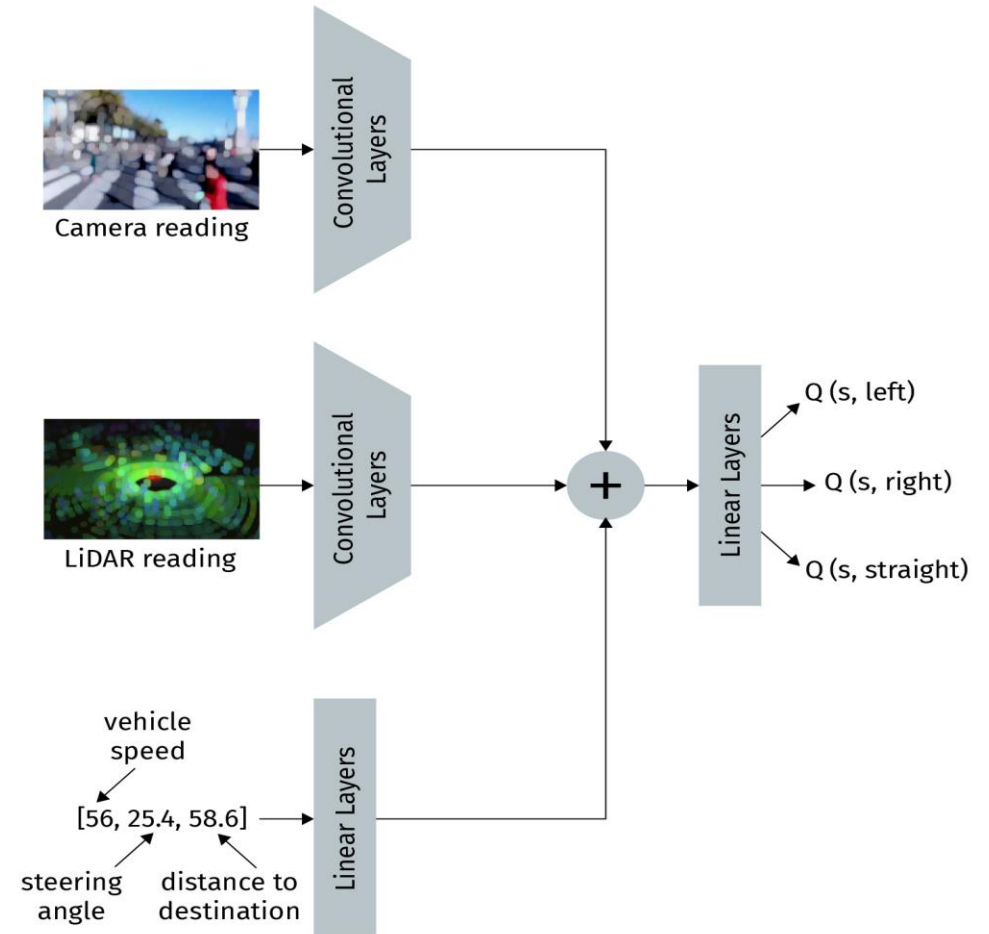 Convolutional
Layers
Camera reading
Convolutional
Layers
LiDAR reading
+
Linear Layers
Q (s, left)
Q (s, right)
Q (s, straight)
vehicle
speed
[56, 25.4, 58.6]
steering
angle
distance to
destination
Linear Layers